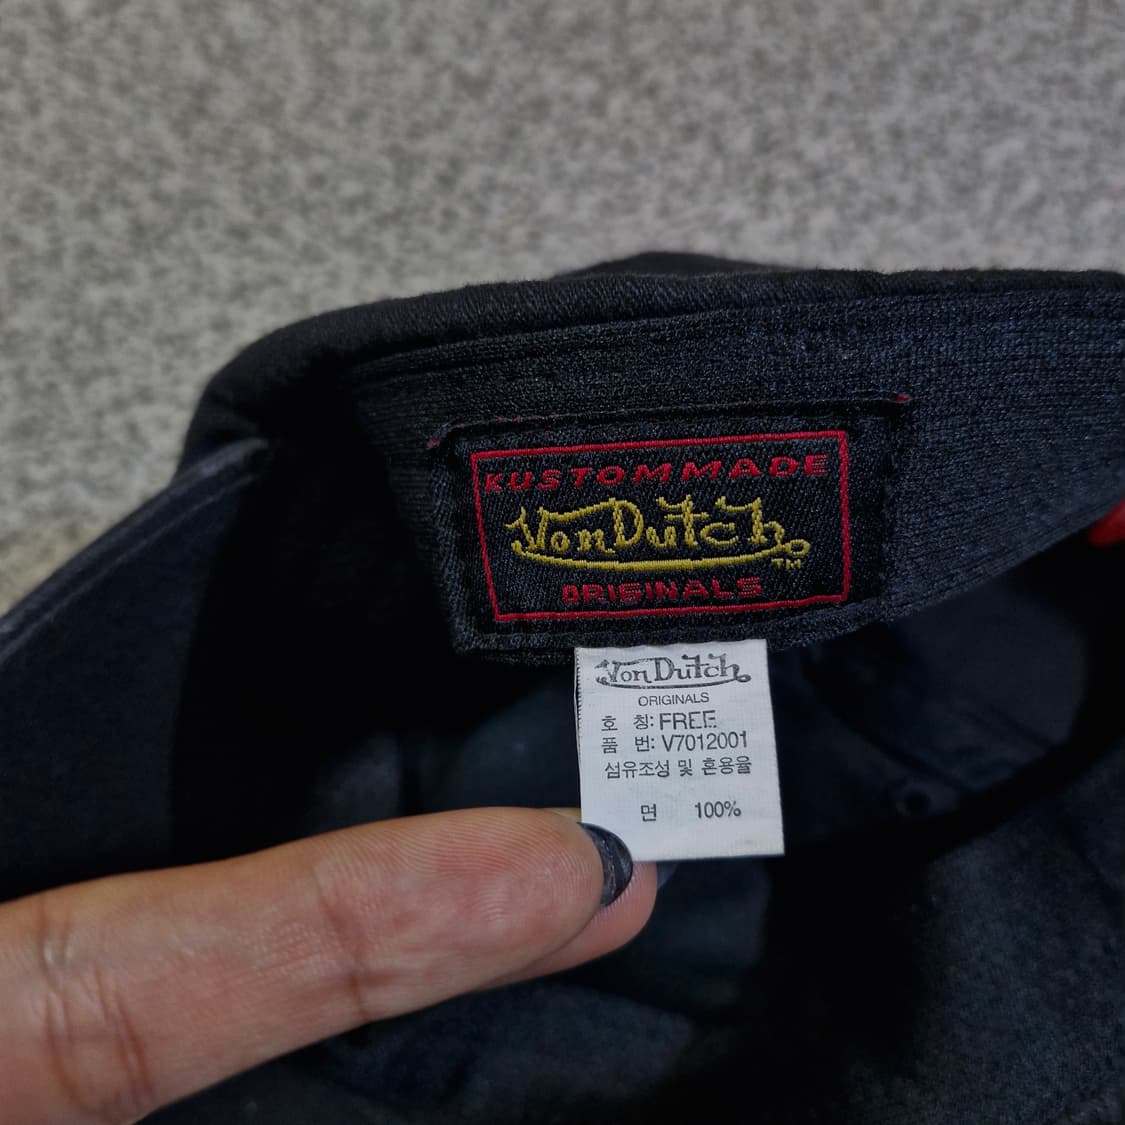 KUSTOMMADE
VonDutch
TM
ORIGINALS
VonDutch
ORIGINALS
호 칭: FREE
품 번: V7012001
섬유조성 및 혼용율
면 100%